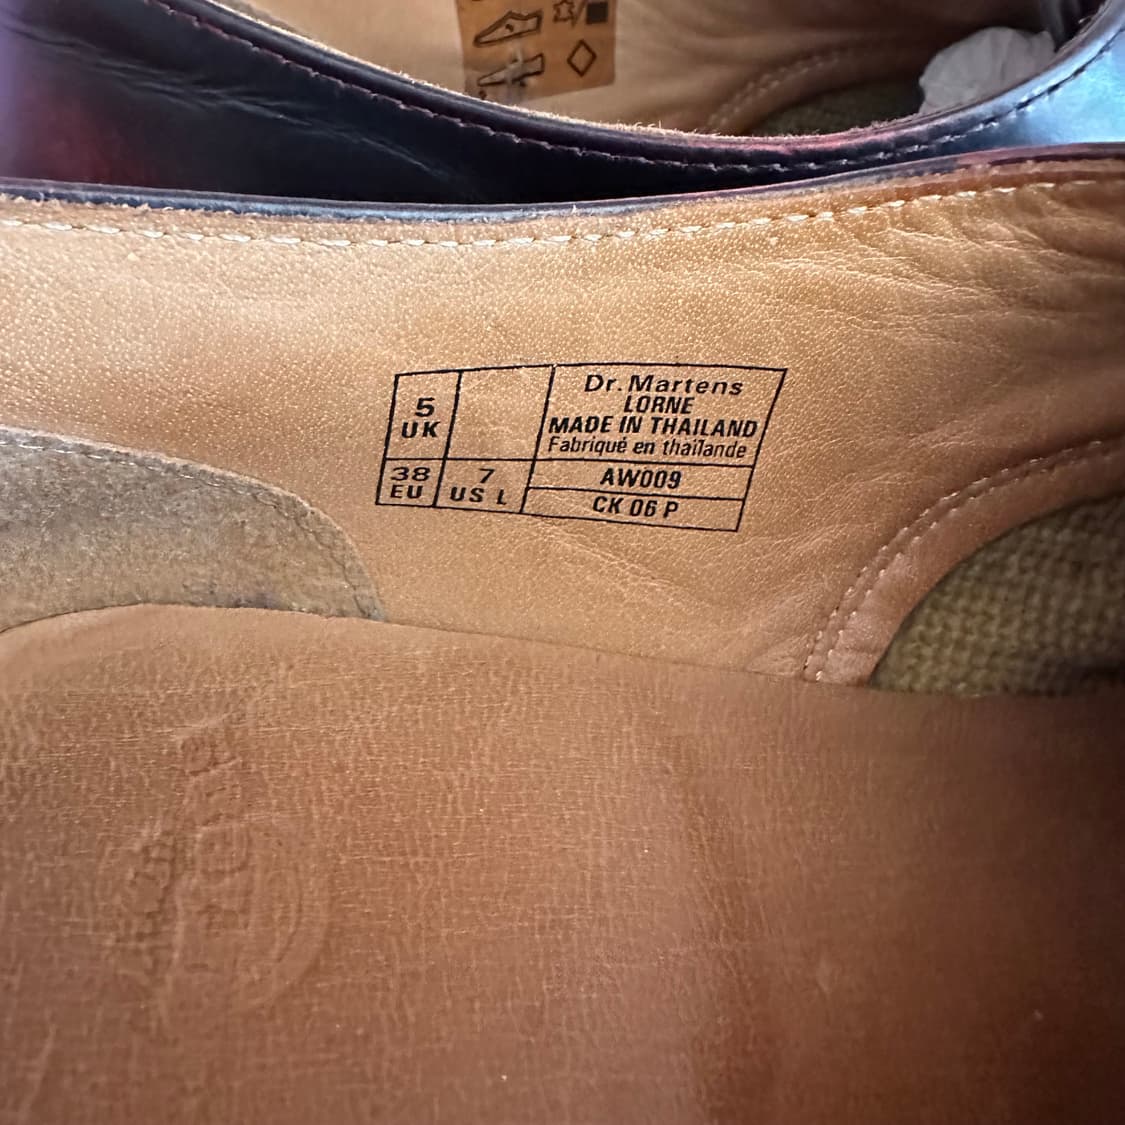 5
UK
Dr. Martens
LORNE
MADE IN THAILAND
Fabriqué en thaïlande
38
EU
7
US L
AW009
CK 06 P